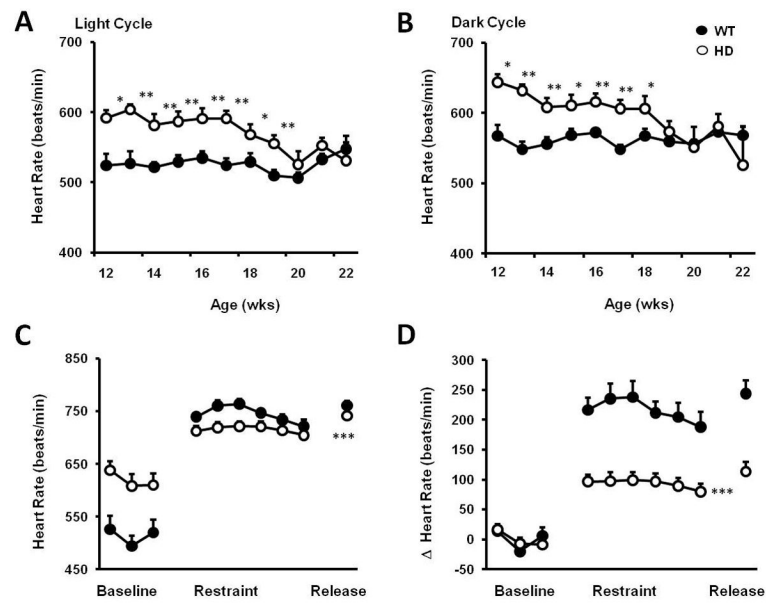 A
Light Cycle
Heart Rate (beats/min)
700
600
500
400
* ** ** ** ** ** * **
12 14 16 18 20 22
Age (wks)
B
Dark Cycle
WT
HD
Heart Rate (beats/min)
700
600
500
400
* ** ** * ** ** *
12 14 16 18 20 22
Age (wks)
C
Heart Rate (beats/min)
850
750
650
550
450
***
Baseline Restraint Release
D
Δ Heart Rate (beats/min)
300
250
200
150
100
50
0
-50
***
Baseline Restraint Release